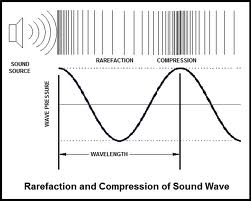 SOUND
SOURCE
RAREFACTION
COMPRESSION
WAVE PRESSURE
WAVELENGTH
Rarefaction and Compression of Sound Wave